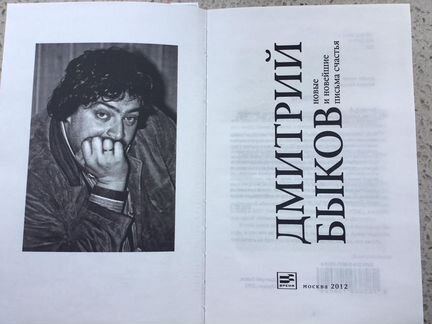 ДМИТРИЙ
БЫКОВ
новые
и новейшие
письма счастья
ВРЕМЯ
МОСКВА 2012